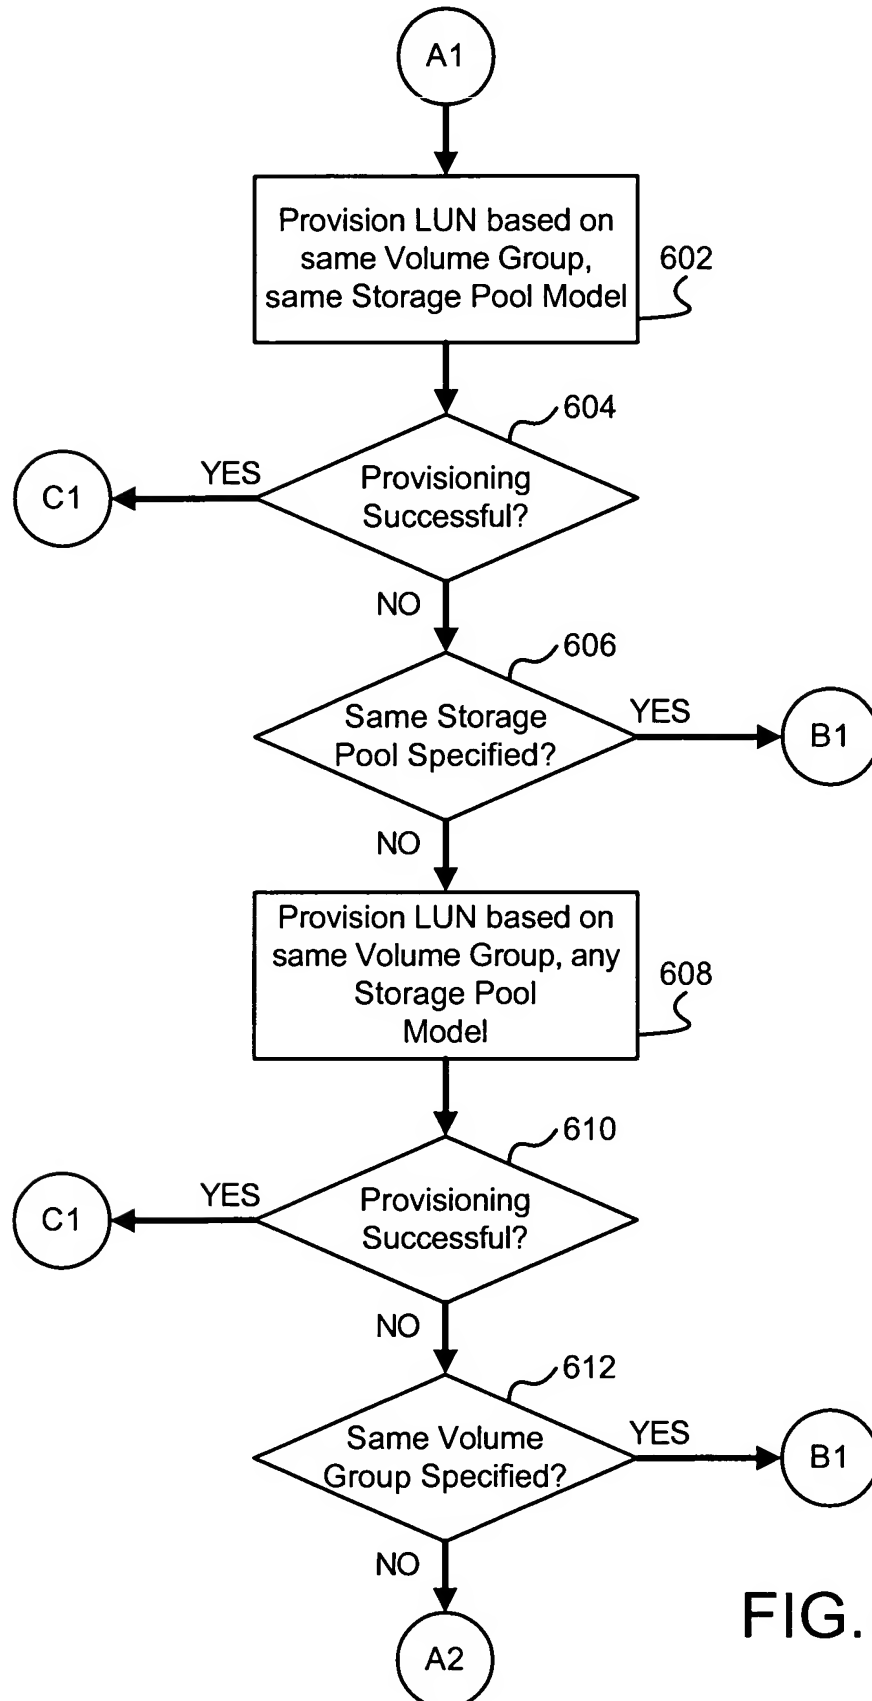 A1
Provision LUN based on
same Volume Group,
same Storage Pool Model
602
604
YES
C1
Provisioning
Successful?
NO
606
YES
Same Storage
Pool Specified?
B1
NO
Provision LUN based on
same Volume Group, any
Storage Pool
Model
608
610
YES
C1
Provisioning
Successful?
NO
612
YES
Same Volume
Group Specified?
B1
NO
A2
FIG.